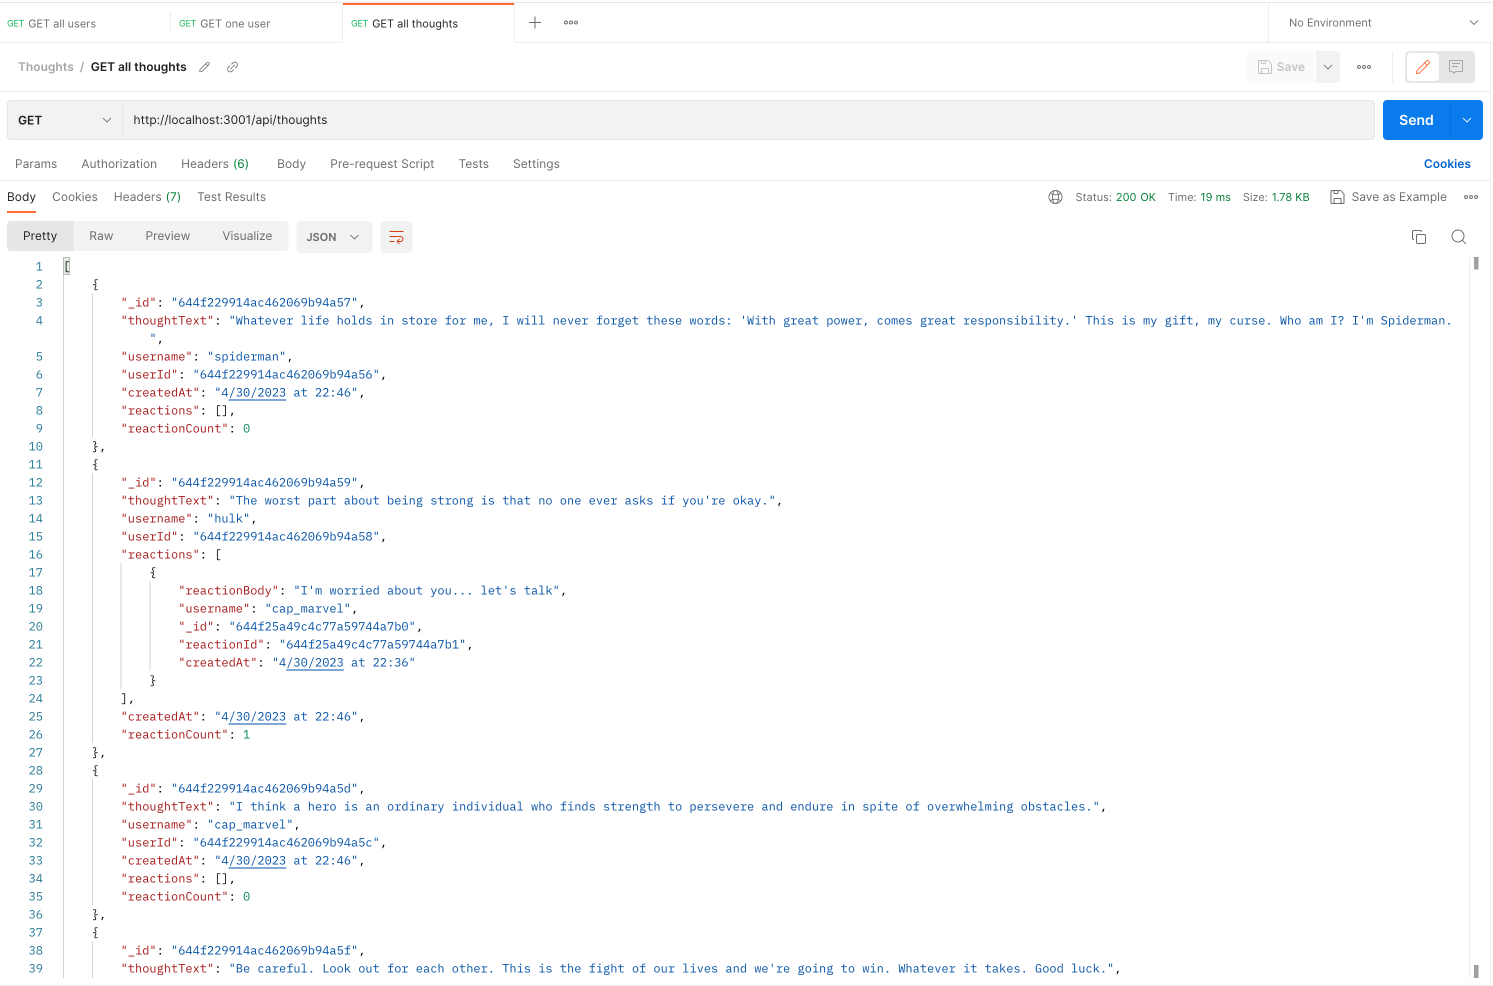 GET GET all users GET GET one user GET GET all thoughts No Environment
Thoughts / GET all thoughts Save
GET http://localhost:3001/api/thoughts Send
Params Authorization Headers (6) Body Pre-request Script Tests Settings Cookies
Body Cookies Headers (7) Test Results Status: 200 OK Time: 19 ms Size: 1.78 KB Save as Example
Pretty Raw Preview Visualize JSON
1 [
2 {
3 "_id": "644f229914ac462069b94a57",
4 "thoughtText": "Whatever life holds in store for me, I will never forget these words: 'With great power, comes great responsibility.' This is my gift, my curse. Who am I? I'm Spiderman.
",
5 "username": "spiderman",
6 "userId": "644f229914ac462069b94a56",
7 "createdAt": "4/30/2023 at 22:46",
8 "reactions": [],
9 "reactionCount": 0
10 },
11 {
12 "_id": "644f229914ac462069b94a59",
13 "thoughtText": "The worst part about being strong is that no one ever asks if you're okay.",
14 "username": "hulk",
15 "userId": "644f229914ac462069b94a58",
16 "reactions": [
17 {
18 "reactionBody": "I'm worried about you... let's talk",
19 "username": "cap_marvel",
20 "_id": "644f25a49c4c77a59744a7b0",
21 "reactionId": "644f25a49c4c77a59744a7b1",
22 "createdAt": "4/30/2023 at 22:36"
23 }
24 ],
25 "createdAt": "4/30/2023 at 22:46",
26 "reactionCount": 1
27 },
28 {
29 "_id": "644f229914ac462069b94a5d",
30 "thoughtText": "I think a hero is an ordinary individual who finds strength to persevere and endure in spite of overwhelming obstacles.",
31 "username": "cap_marvel",
32 "userId": "644f229914ac462069b94a5c",
33 "createdAt": "4/30/2023 at 22:46",
34 "reactions": [],
35 "reactionCount": 0
36 },
37 {
38 "_id": "644f229914ac462069b94a5f",
39 "thoughtText": "Be careful. Look out for each other. This is the fight of our lives and we're going to win. Whatever it takes. Good luck.",